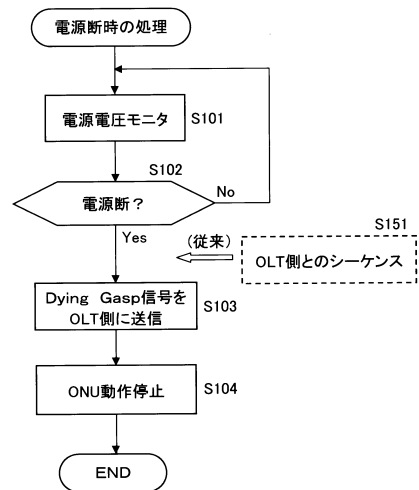 電源断時の処理
電源電圧モニタ
S101
S102
電源断？
No
Yes
(従来)
S151
OLT側とのシーケンス
Dying Gasp信号を
OLT側に送信
S103
ONU動作停止
S104
END